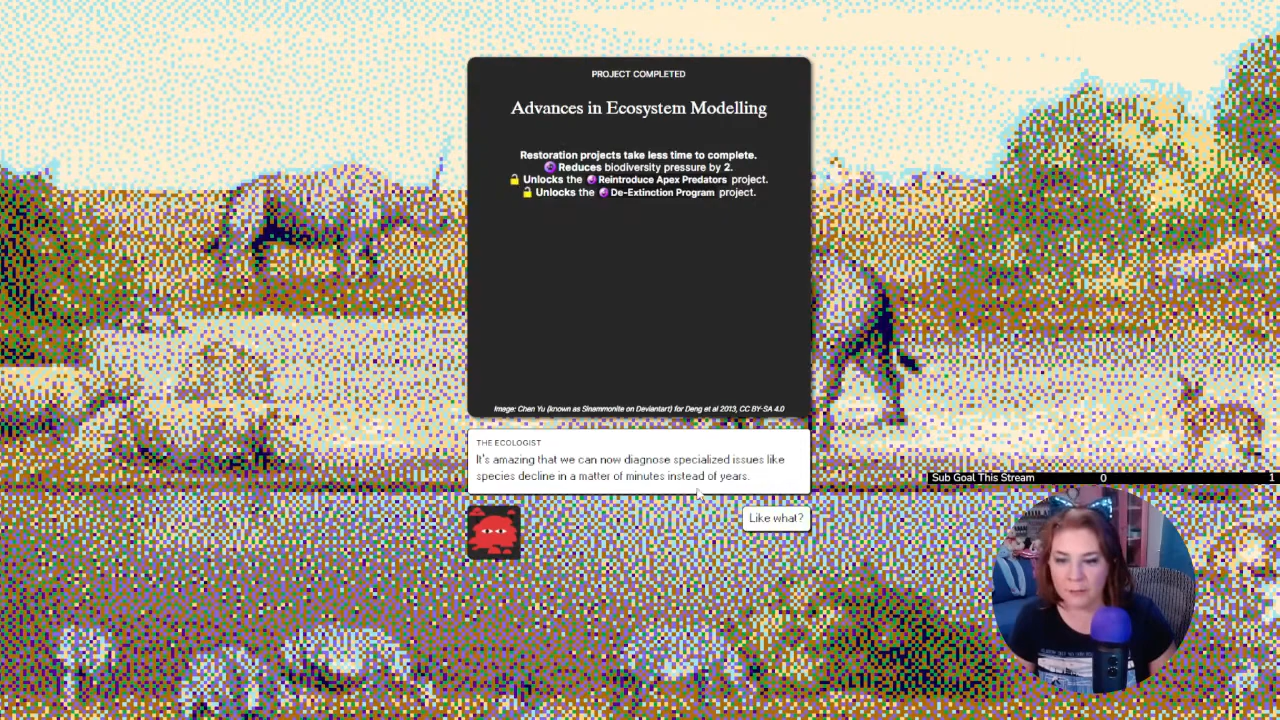 PROJECT COMPLETED
Advances in Ecosystem Modelling
Restoration projects take less time to complete.
Reduces biodiversity pressure by 2.
Unlocks the Reintroduce Apex Predators project.
Unlocks the De-Extinction Program project.
Image: Chen Yu (known as Sinammonite on Deviantart) for Deng et al 2013, CC BY-SA 4.0
THE ECOLOGIST
It's amazing that we can now diagnose specialized issues like
species decline in a matter of minutes instead of years.
Like what?
Sub Goal This Stream 0 1